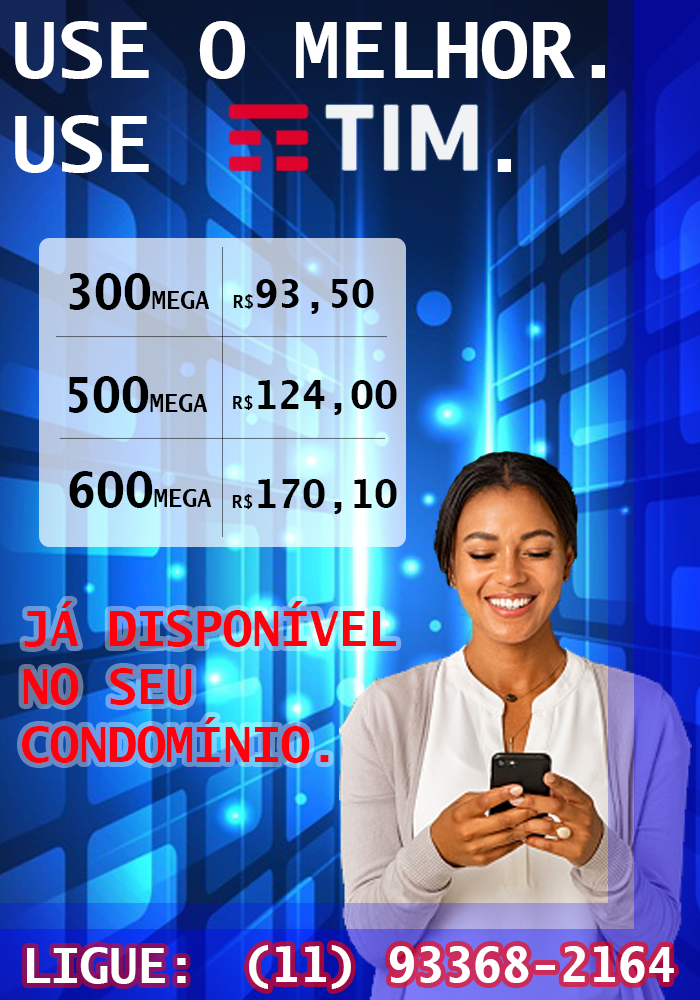 USE O MELHOR.
USE TIM.
300MEGA R$93,50
500MEGA R$124,00
600MEGA R$170,10
JÁ DISPONÍVEL
NO SEU
CONDOMÍNIO.
LIGUE: (11) 93368-2164